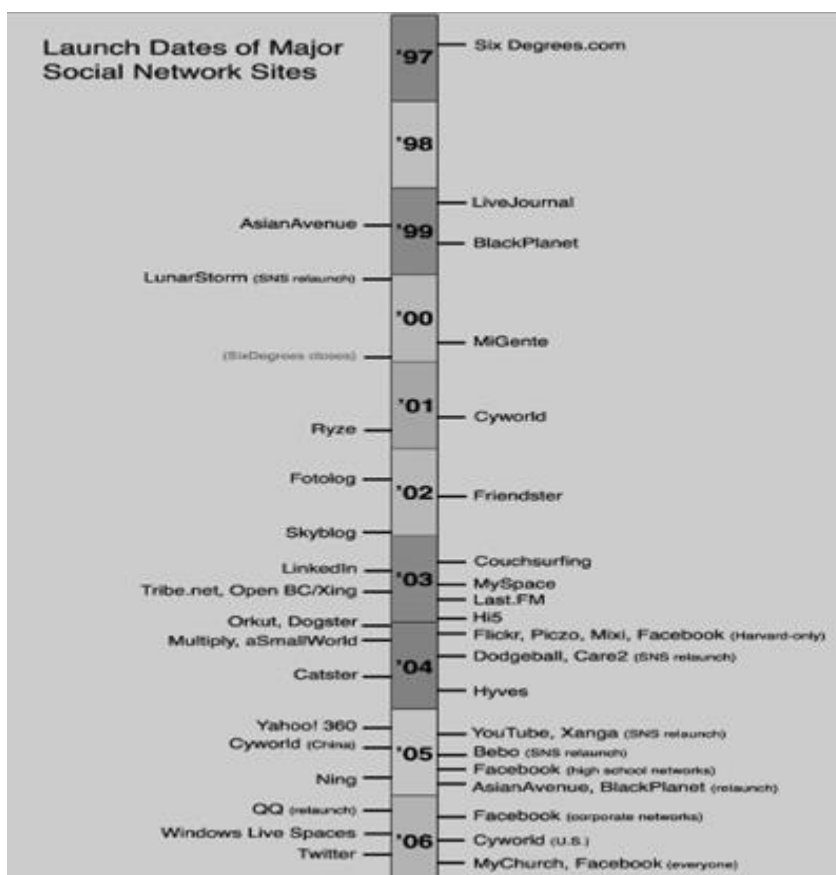 Launch Dates of Major
Social Network Sites
'97
Six Degrees.com
'98
LiveJournal
AsianAvenue
'99
BlackPlanet
LunarStorm (SNS relaunch)
'00
MiGente
(SixDegrees closes)
'01
Cyworld
Ryze
Fotolog
'02
Friendster
Skyblog
Couchsurfing
LinkedIn
'03
MySpace
Tribe.net, Open BC/Xing
Last.FM
Hi5
Orkut, Dogster
Flickr, Piczo, Mixi, Facebook (Harvard-only)
Multiply, aSmallWorld
Dodgeball, Care2 (SNS relaunch)
'04
Catster
Hyves
Yahoo! 360
YouTube, Xanga (SNS relaunch)
Cyworld (China)
'05
Bebo (SNS relaunch)
Facebook (high school networks)
Ning
AsianAvenue, BlackPlanet (relaunch)
QQ (relaunch)
Facebook (corporate networks)
Windows Live Spaces
'06
Cyworld (U.S.)
Twitter
MyChurch, Facebook (everyone)